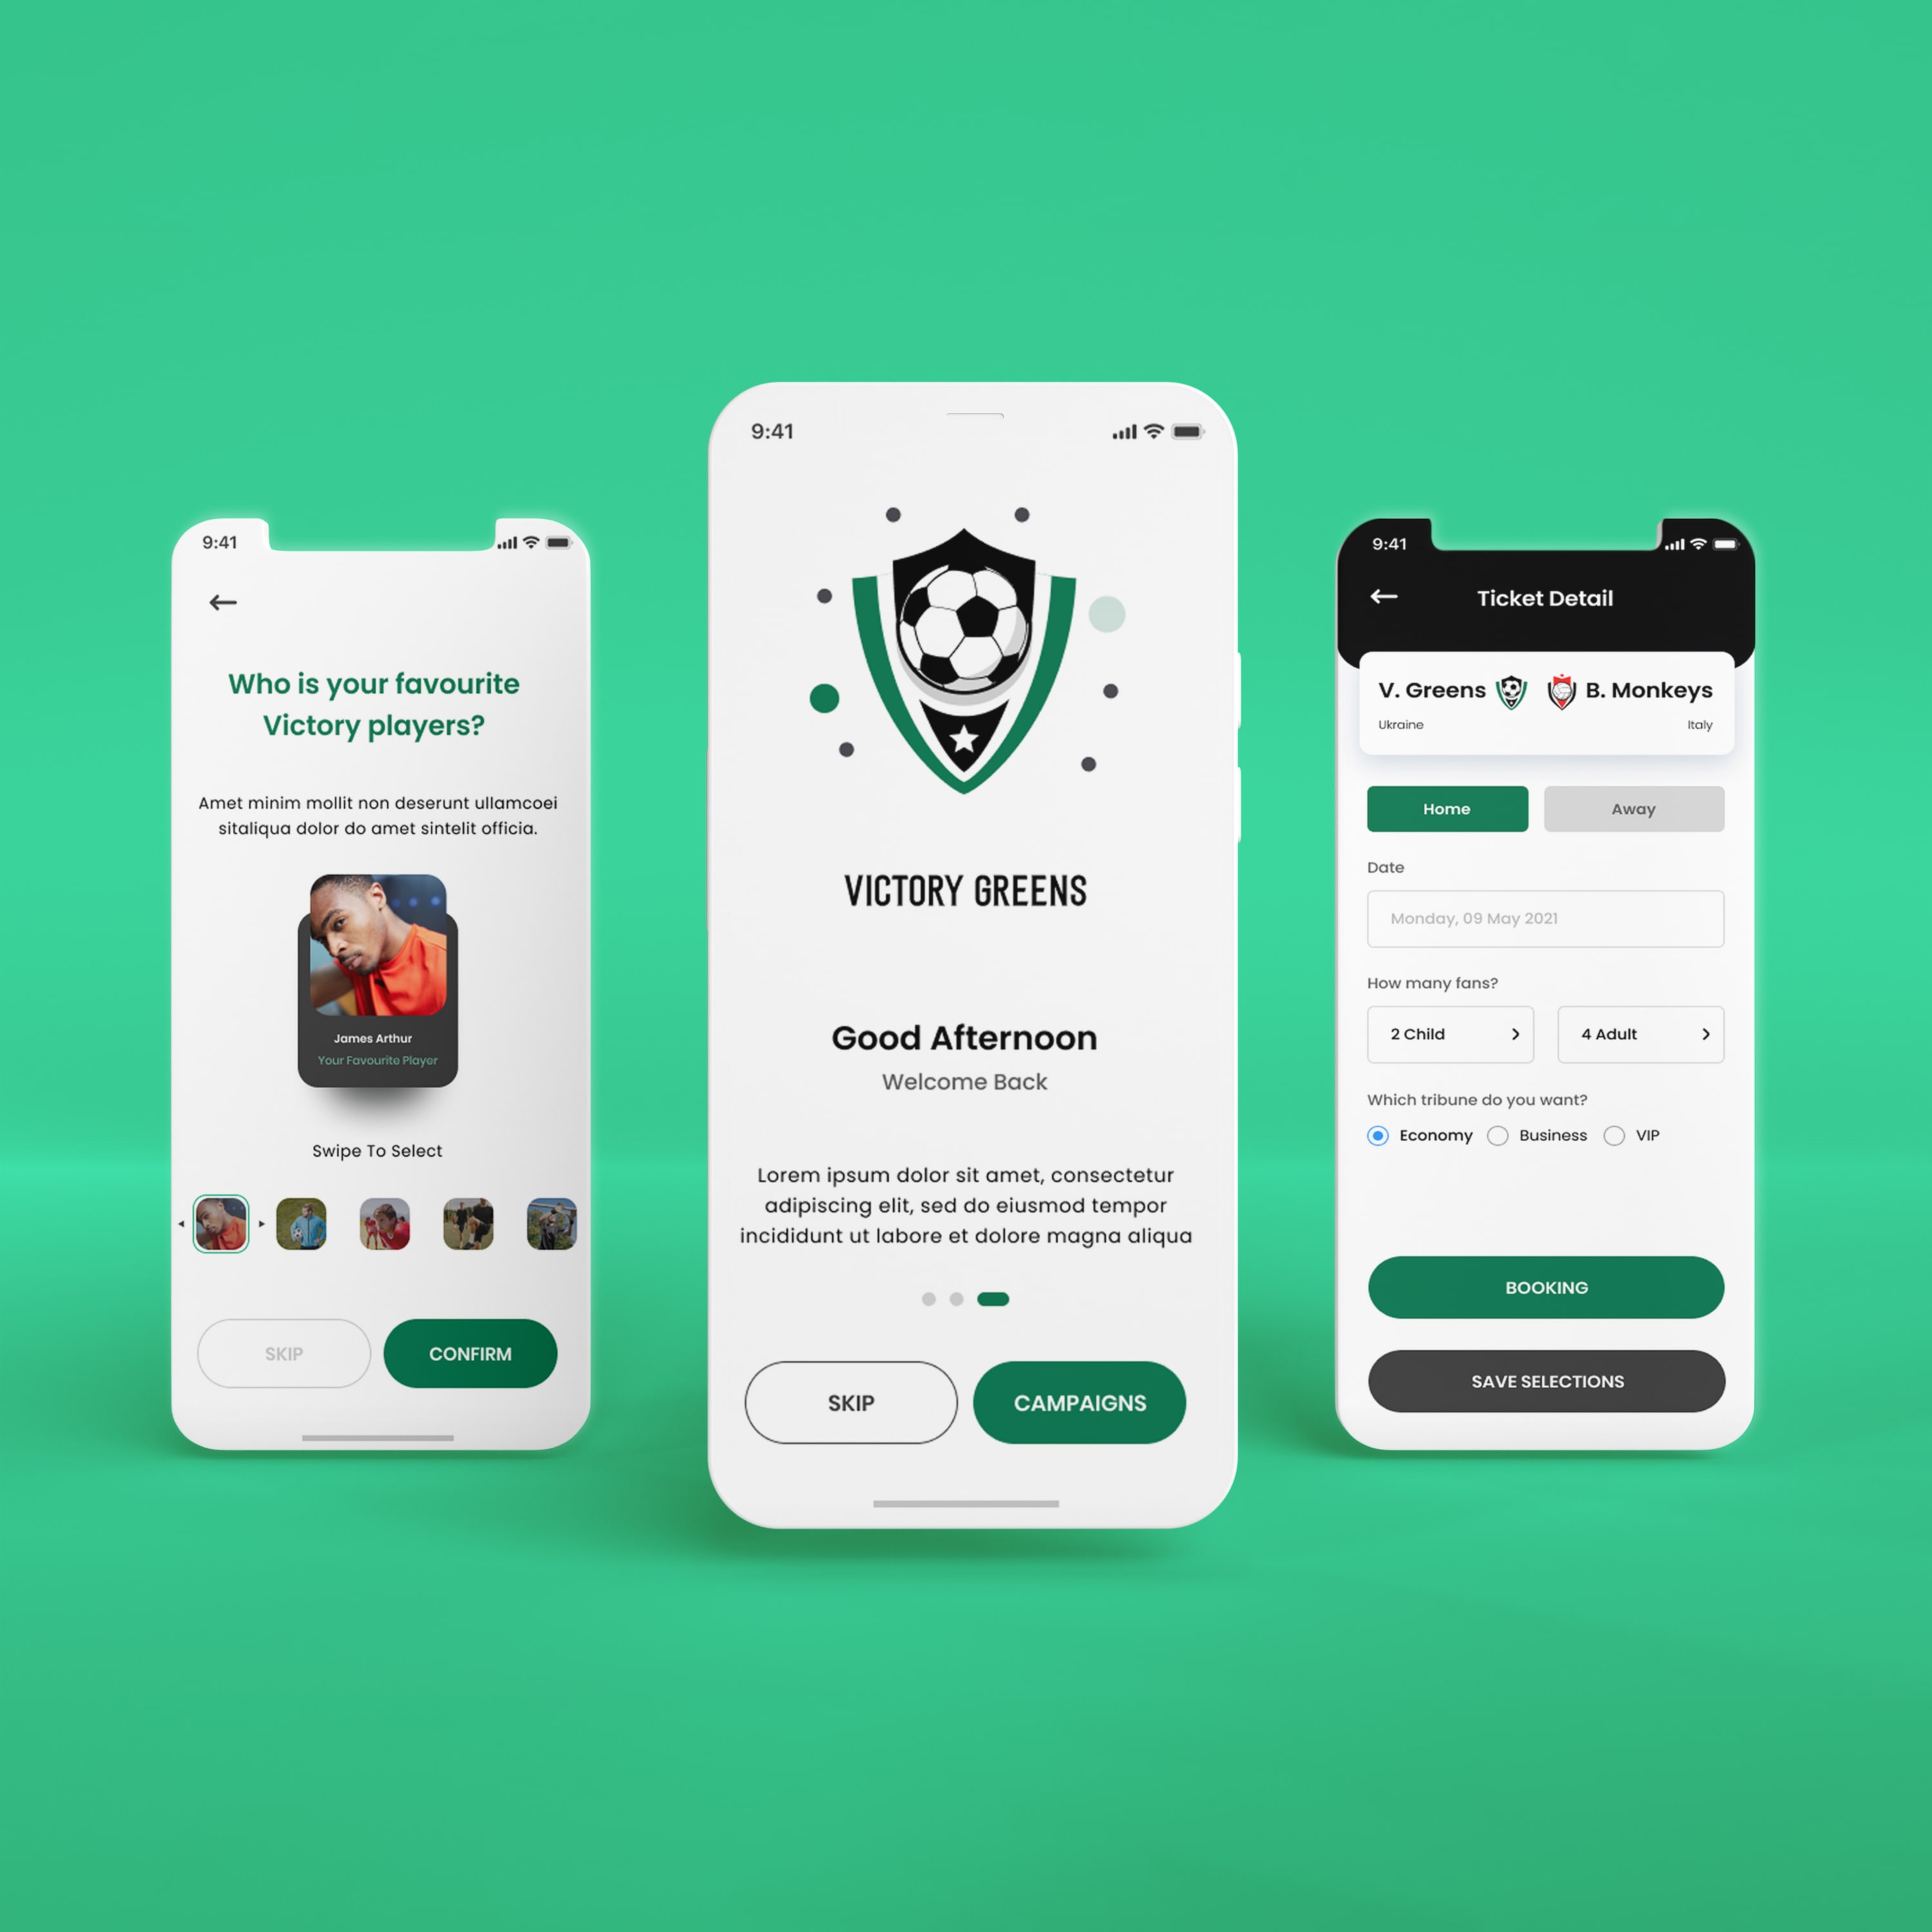 9:41
Who is your favourite
Victory players?
Amet minim mollit non deserunt ullamcoei
sitaliqua dolor do amet sintelit officia.
James Arthur
Your Favourite Player
Swipe To Select
SKIP
CONFIRM
9:41
VICTORY GREENS
Good Afternoon
Welcome Back
Lorem ipsum dolor sit amet, consectetur
adipiscing elit, sed do eiusmod tempor
incididunt ut labore et dolore magna aliqua
SKIP
CAMPAIGNS
9:41
Ticket Detail
V. Greens
B. Monkeys
Ukraine
Italy
Home
Away
Date
Monday, 09 May 2021
How many fans?
2 Child
4 Adult
Which tribune do you want?
Economy
Business
VIP
BOOKING
SAVE SELECTIONS